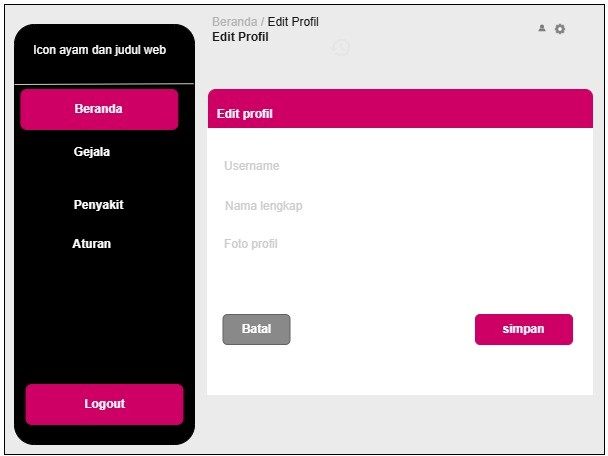 Icon ayam dan judul web
Beranda
Gejala
Penyakit
Aturan
Logout
Beranda / Edit Profil
Edit Profil
Edit profil
Username
Nama lengkap
Foto profil
Batal
simpan